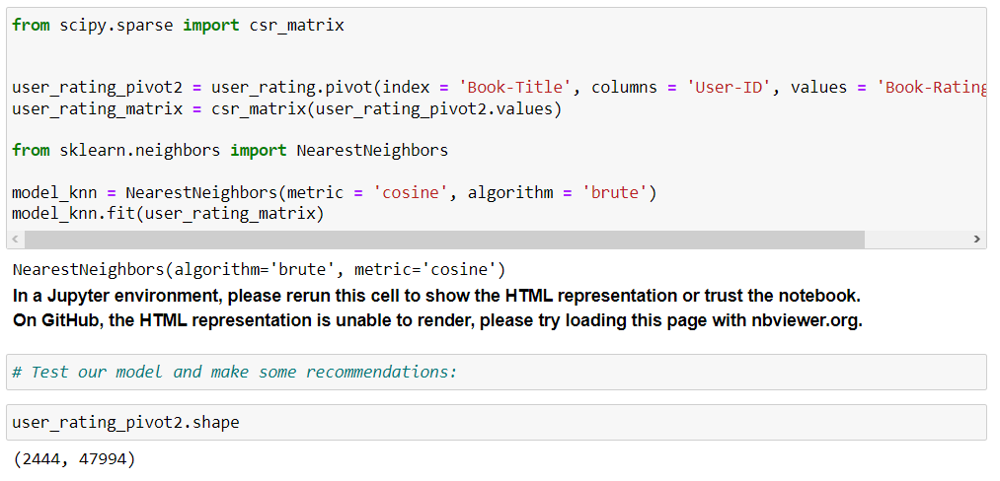 from scipy.sparse import csr_matrix
user_rating_pivot2 = user_rating.pivot(index = 'Book-Title', columns = 'User-ID', values = 'Book-Rating
user_rating_matrix = csr_matrix(user_rating_pivot2.values)
from sklearn.neighbors import NearestNeighbors
model_knn = NearestNeighbors(metric = 'cosine', algorithm = 'brute')
model_knn.fit(user_rating_matrix)
NearestNeighbors(algorithm='brute', metric='cosine')
In a Jupyter environment, please rerun this cell to show the HTML representation or trust the notebook.
On GitHub, the HTML representation is unable to render, please try loading this page with nbviewer.org.
# Test our model and make some recommendations:
user_rating_pivot2.shape
(2444, 47994)